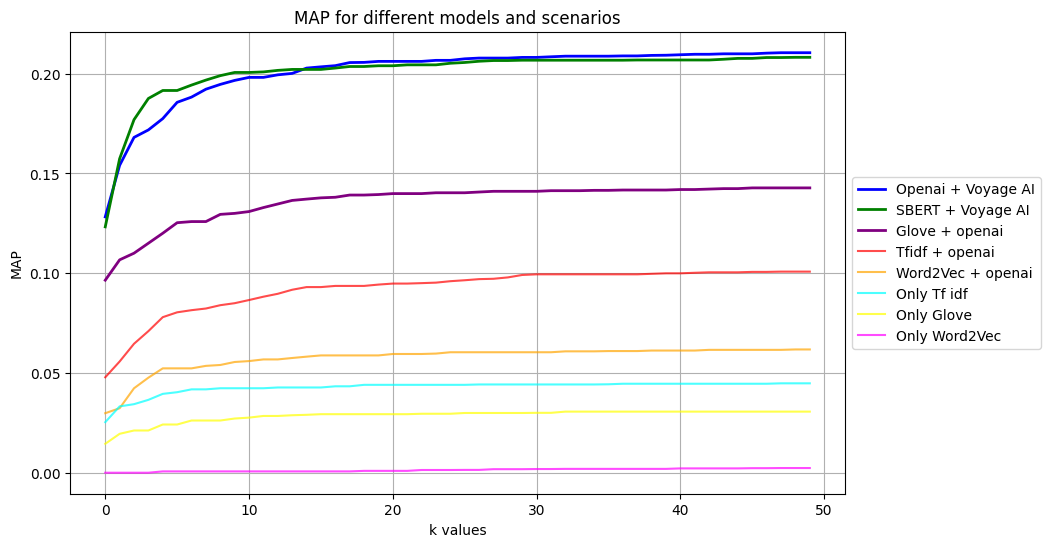 MAP for different models and scenarios
MAP
0.20
0.15
0.10
0.05
0.00
0
10
20
30
40
50
k values
Openai + Voyage AI
SBERT + Voyage AI
Glove + openai
Tfidf + openai
Word2Vec + openai
Only Tf idf
Only Glove
Only Word2Vec